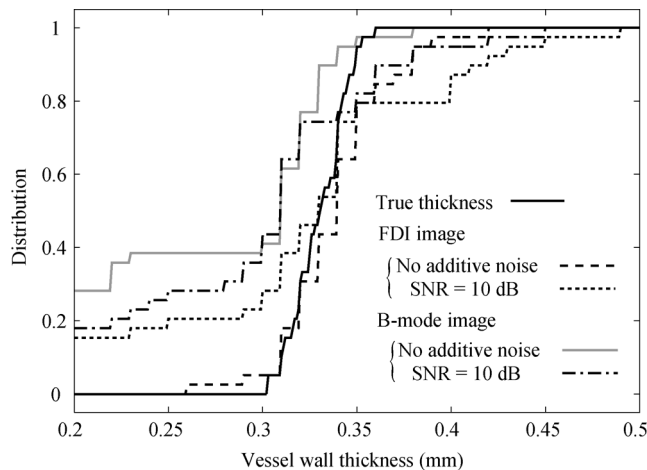 1
0.8
0.6
0.4
0.2
0
Distribution
0.2 0.25 0.3 0.35 0.4 0.45 0.5
Vessel wall thickness (mm)
True thickness
FDI image
No additive noise
SNR = 10 dB
B-mode image
No additive noise
SNR = 10 dB